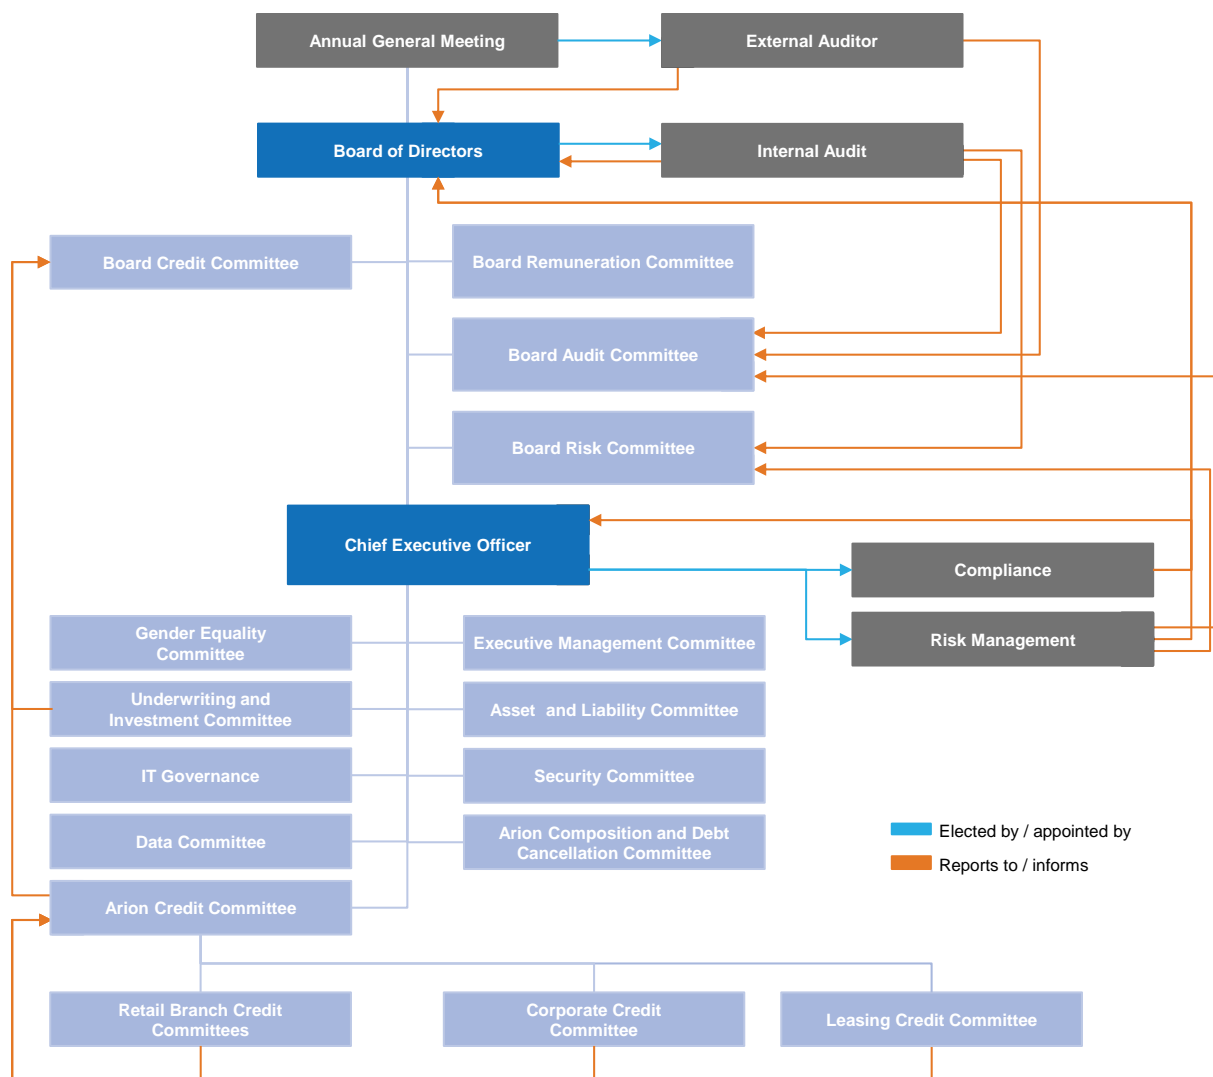 Annual General Meeting
External Auditor
Board of Directors
Internal Audit
Board Credit Committee
Board Remuneration Committee
Board Audit Committee
Board Risk Committee
Chief Executive Officer
Compliance
Risk Management
Gender Equality
Committee
Executive Management Committee
Underwriting and
Investment Committee
Asset  and Liability Committee
IT Governance
Security Committee
Data Committee
Arion Composition and Debt
Cancellation Committee
Elected by / appointed by
Reports to / informs
Arion Credit Committee
Retail Branch Credit
Committees
Corporate Credit
Committee
Leasing Credit Committee